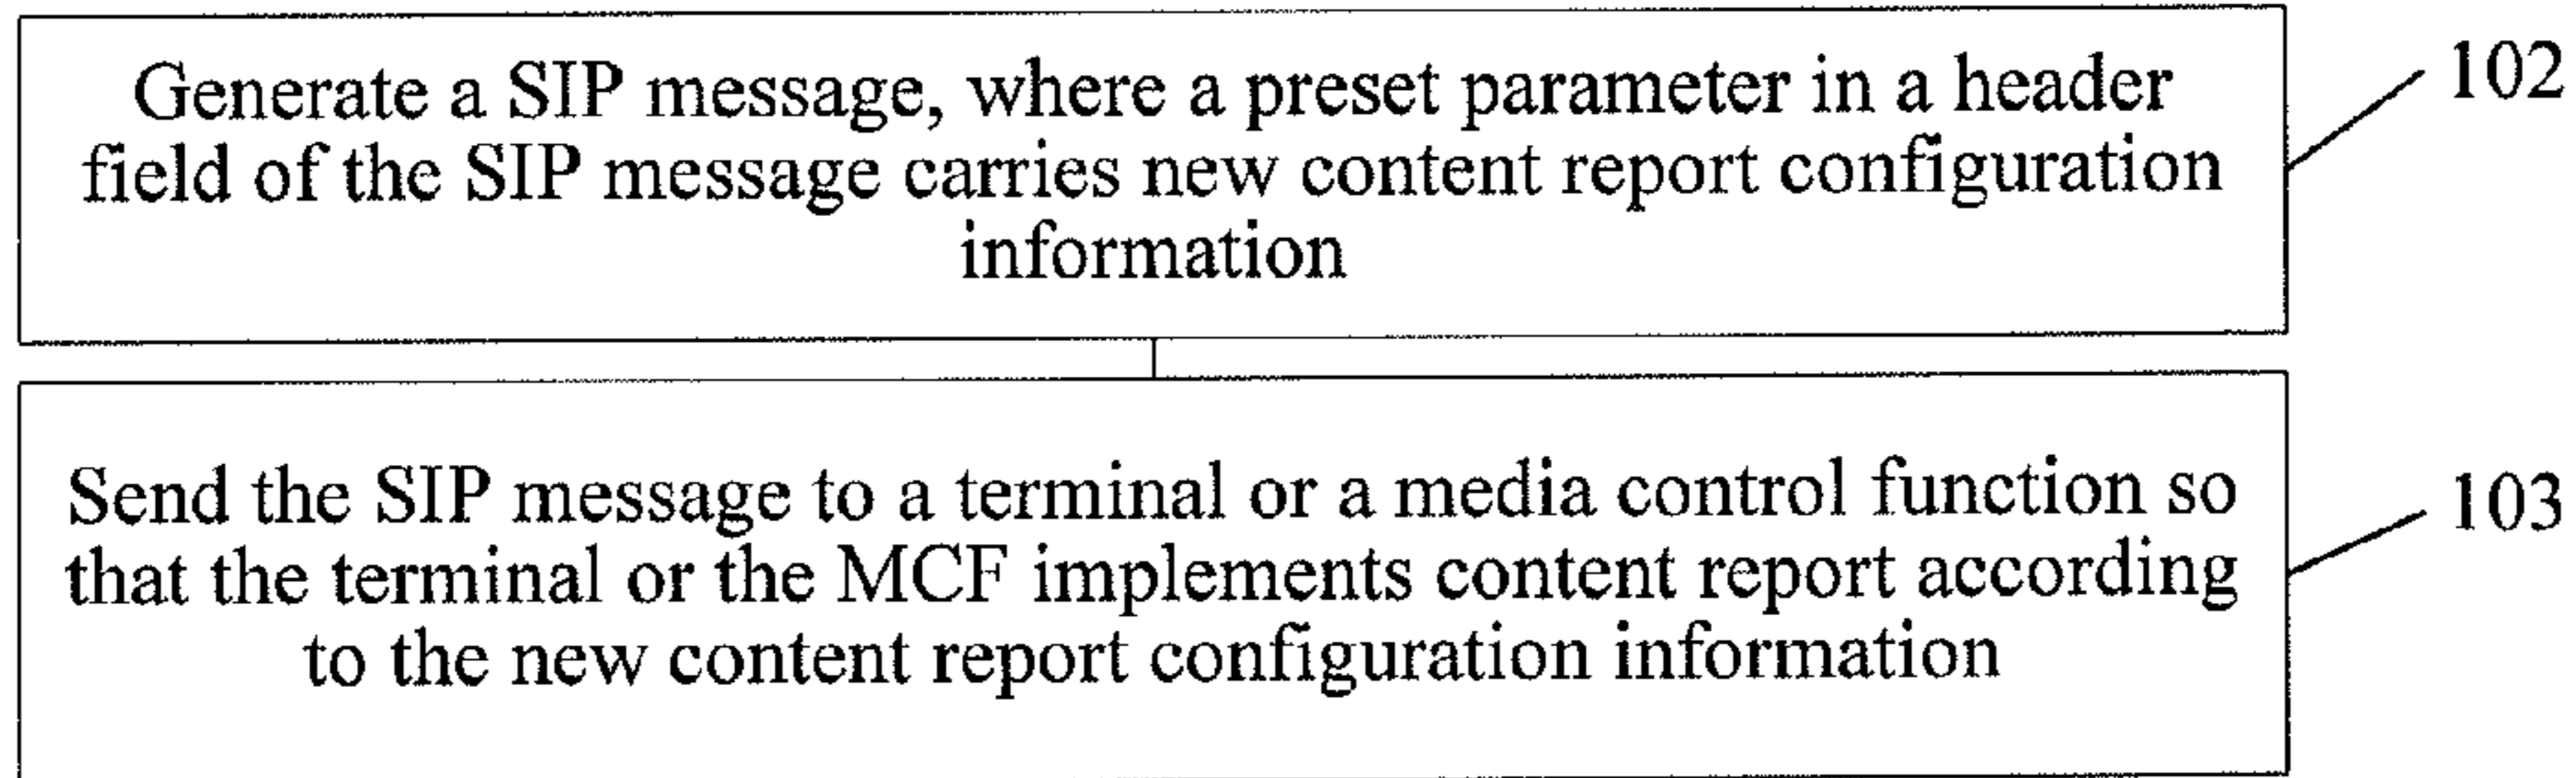 Generate a SIP message, where a preset parameter in a header
field of the SIP message carries new content report configuration
information
102
Send the SIP message to a terminal or a media control function so
that the terminal or the MCF implements content report according
to the new content report configuration information
103